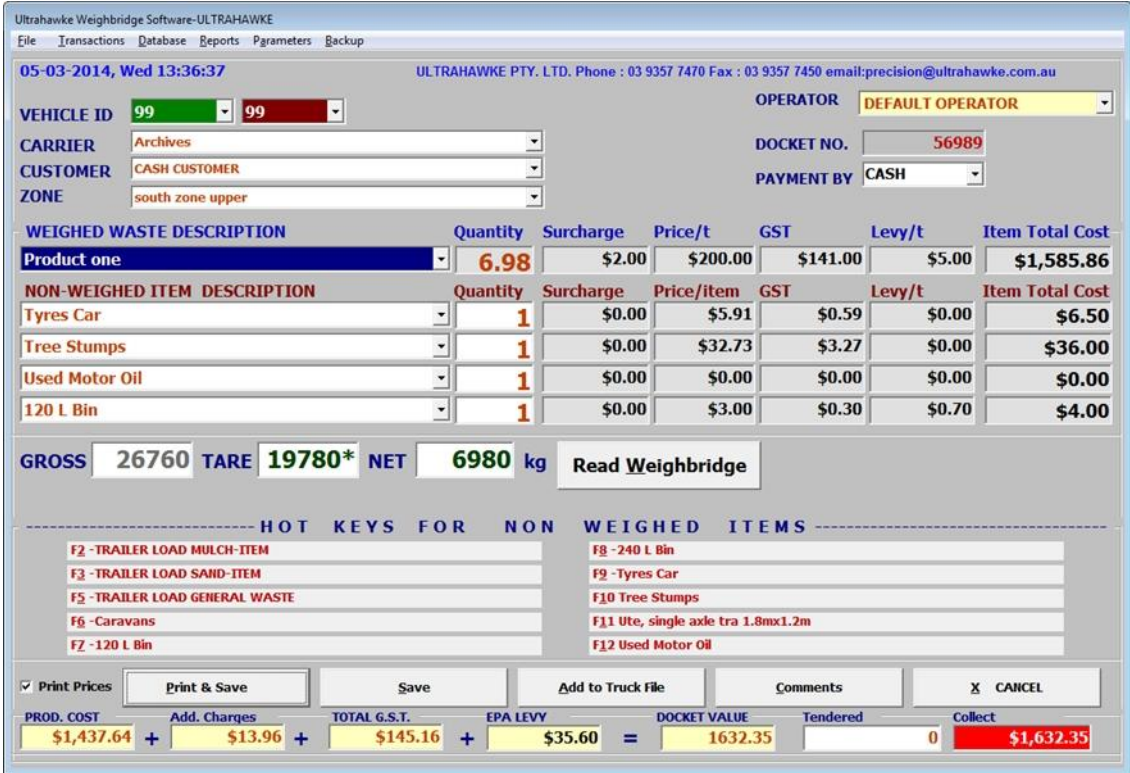 Ultrahawke Weighbridge Software-ULTRAHAWKE
File Transactions Database Reports Parameters Backup
05-03-2014, Wed 13:36:37 ULTRAHAWKE PTY. LTD. Phone : 03 9357 7470 Fax : 03 9357 7450 email:precision@ultrahawke.com.au
VEHICLE ID 99 99 OPERATOR DEFAULT OPERATOR
CARRIER Archives DOCKET NO. 56989
CUSTOMER CASH CUSTOMER PAYMENT BY CASH
ZONE south zone upper
WEIGHED WASTE DESCRIPTION Quantity Surcharge Price/t GST Levy/t Item Total Cost
Product one 6.98 $2.00 $200.00 $141.00 $5.00 $1,585.86
NON-WEIGHED ITEM DESCRIPTION Quantity Surcharge Price/item GST Levy/t Item Total Cost
Tyres Car 1 $0.00 $5.91 $0.59 $0.00 $6.50
Tree Stumps 1 $0.00 $32.73 $3.27 $0.00 $36.00
Used Motor Oil 1 $0.00 $0.00 $0.00 $0.00 $0.00
120 L Bin 1 $0.00 $3.00 $0.30 $0.70 $4.00
GROSS 26760 TARE 19780* NET 6980 kg Read Weighbridge
HOT KEYS FOR NON WEIGHED ITEMS
F2 -TRAILER LOAD MULCH-ITEM F8 -240 L Bin
F3 -TRAILER LOAD SAND-ITEM F9 -Tyres Car
F5 -TRAILER LOAD GENERAL WASTE F10 Tree Stumps
F6 -Caravans F11 Ute, single axle tra 1.8mx1.2m
F7 -120 L Bin F12 Used Motor Oil
Print Prices Print & Save Save Add to Truck File Comments X CANCEL
PROD. COST Add. Charges TOTAL G.S.T. EPA LEVY DOCKET VALUE Tendered Collect
$1,437.64 + $13.96 + $145.16 + $35.60 = 1632.35 0 $1,632.35